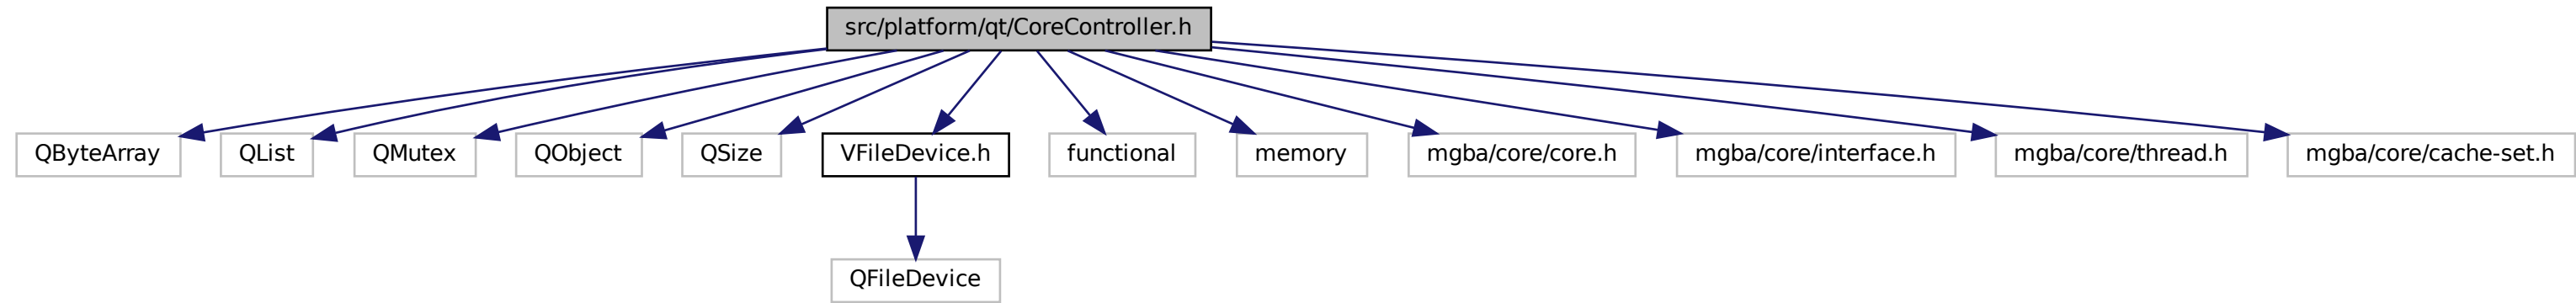 src/platform/qt/CoreController.h
QByteArray
QList
QMutex
QObject
QSize
VFileDevice.h
functional
memory
mgba/core/core.h
mgba/core/interface.h
mgba/core/thread.h
mgba/core/cache-set.h
QFileDevice